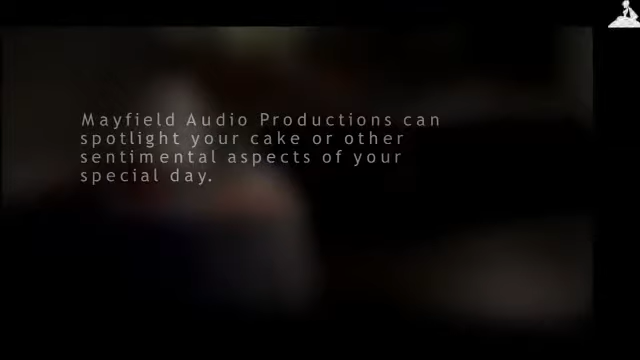 Mayfield Audio Productions can
spotlight your cake or other
sentimental aspects of your
special day.